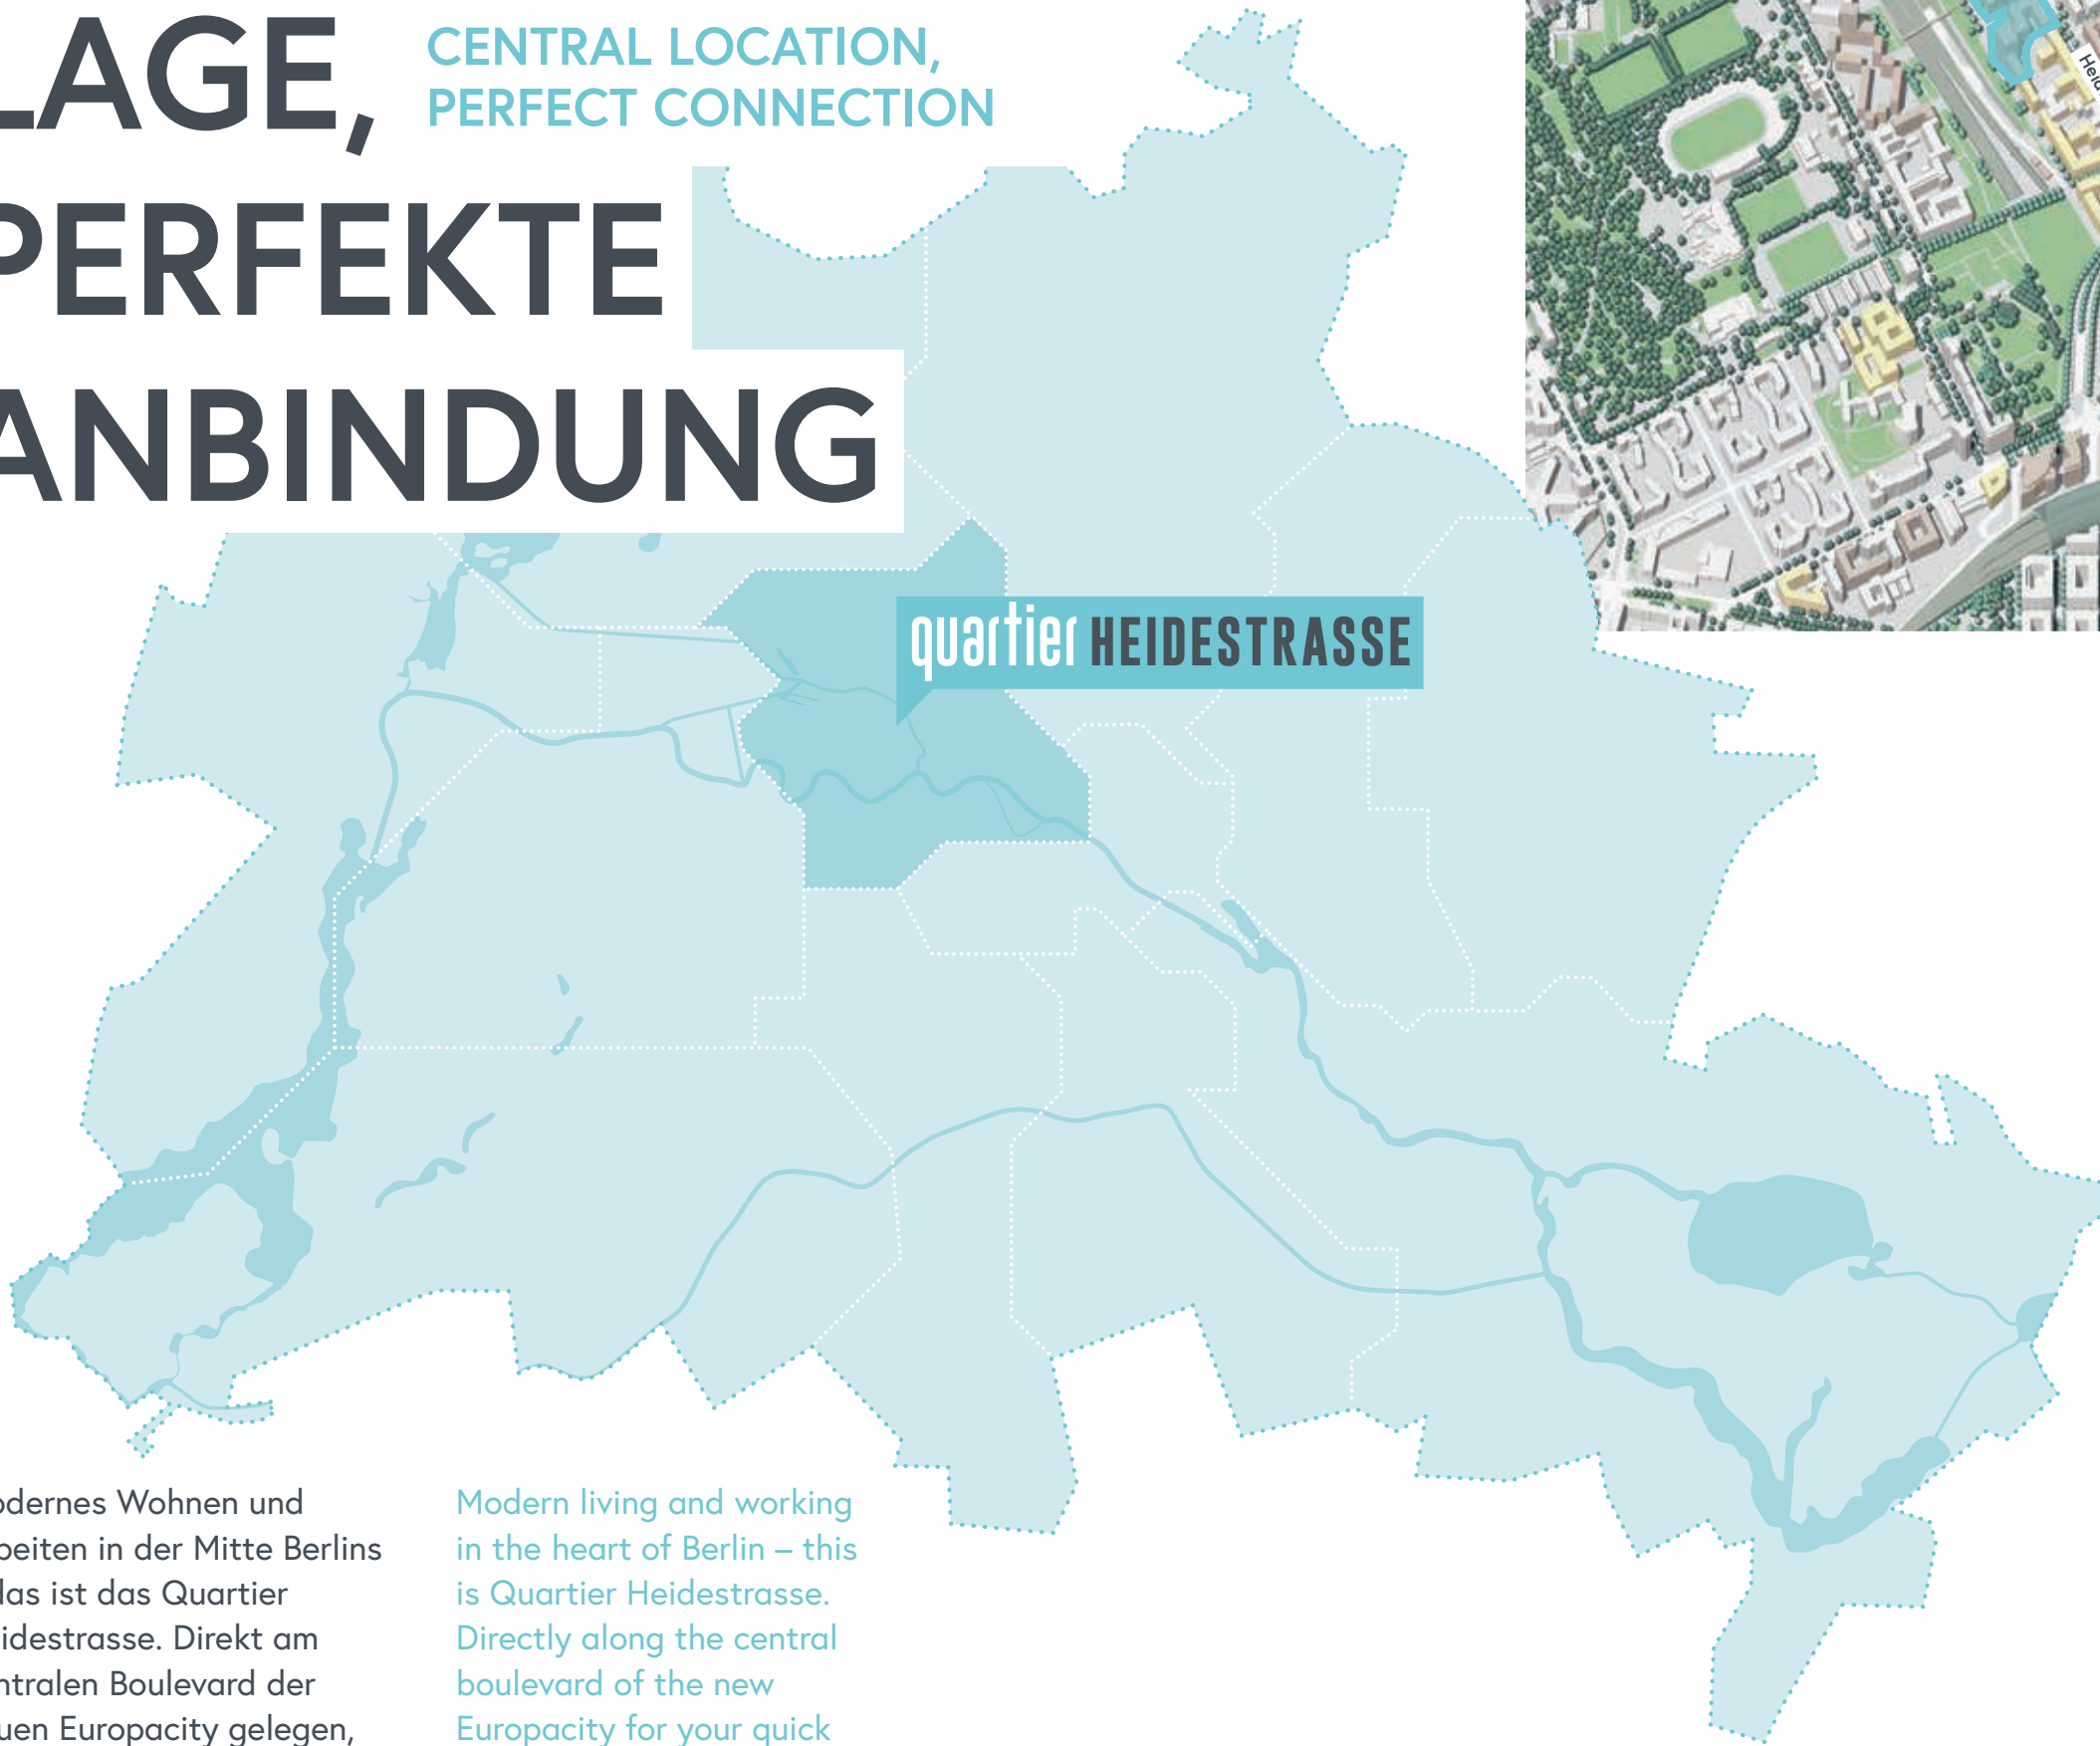 LAGE,
PERFEKTE
ANBINDUNG
CENTRAL LOCATION,
PERFECT CONNECTION
quartier HEIDESTRASSE
Heid
odernes Wohnen und
beiten in der Mitte Berlins
das ist das Quartier
idestrasse. Direkt am
ntralen Boulevard der
uen Europacity gelegen,
Modern living and working
in the heart of Berlin – this
is Quartier Heidestrasse.
Directly along the central
boulevard of the new
Europacity for your quick